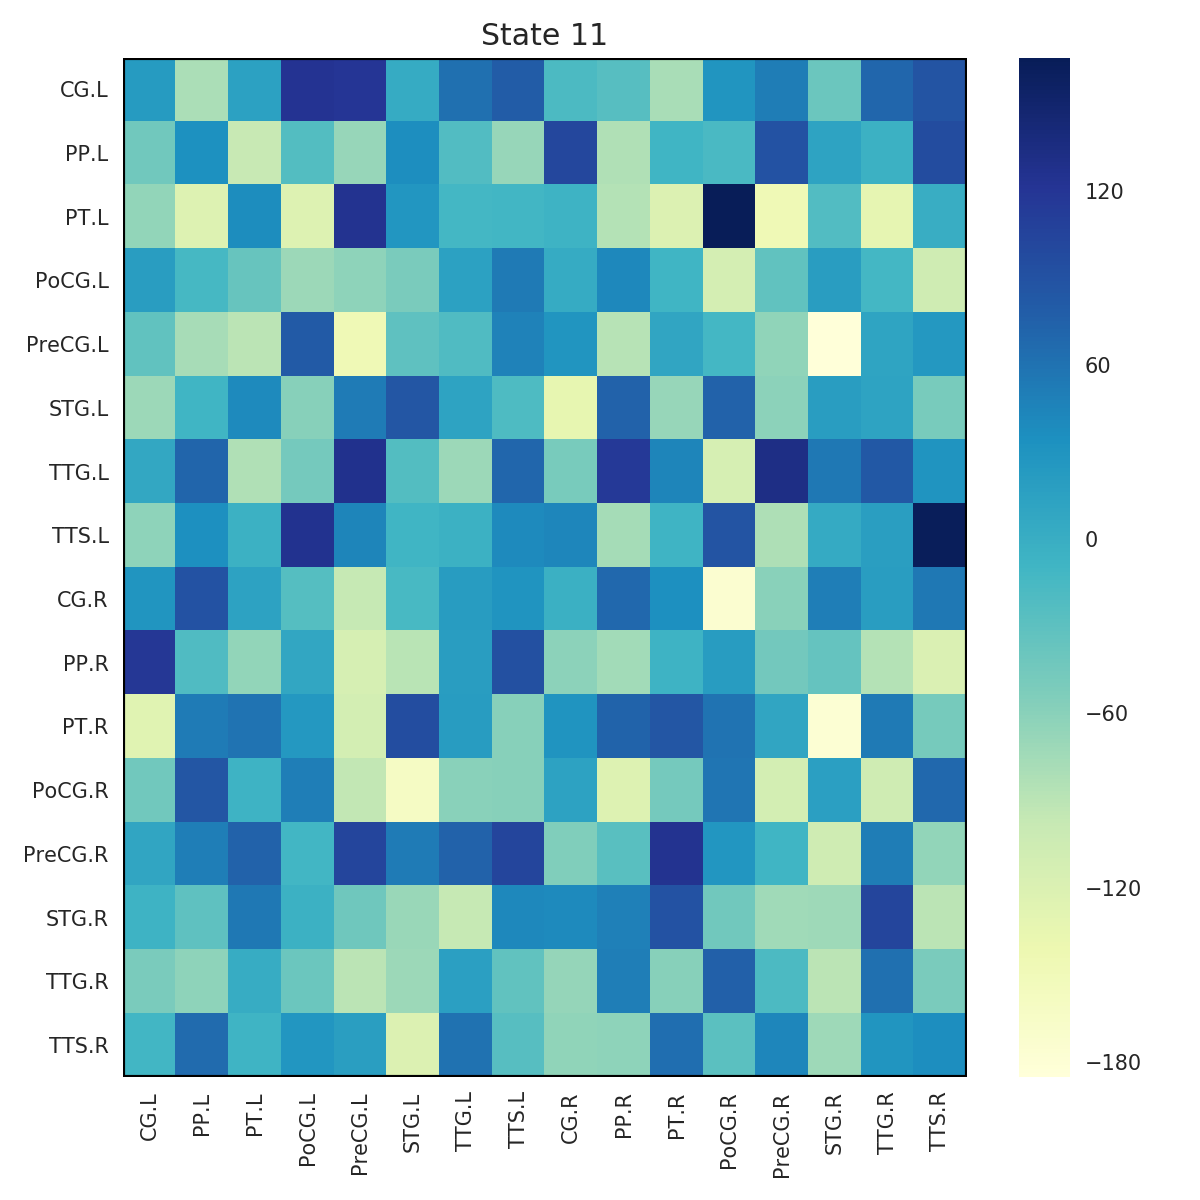 State 11
CG.L
PP.L
PT.L
PoCG.L
PreCG.L
STG.L
TTG.L
TTS.L
CG.R
PP.R
PT.R
PoCG.R
PreCG.R
STG.R
TTG.R
TTS.R
CG.L
PP.L
PT.L
PoCG.L
PreCG.L
STG.L
TTG.L
TTS.L
CG.R
PP.R
PT.R
PoCG.R
PreCG.R
STG.R
TTG.R
TTS.R
120
60
0
−60
−120
−180